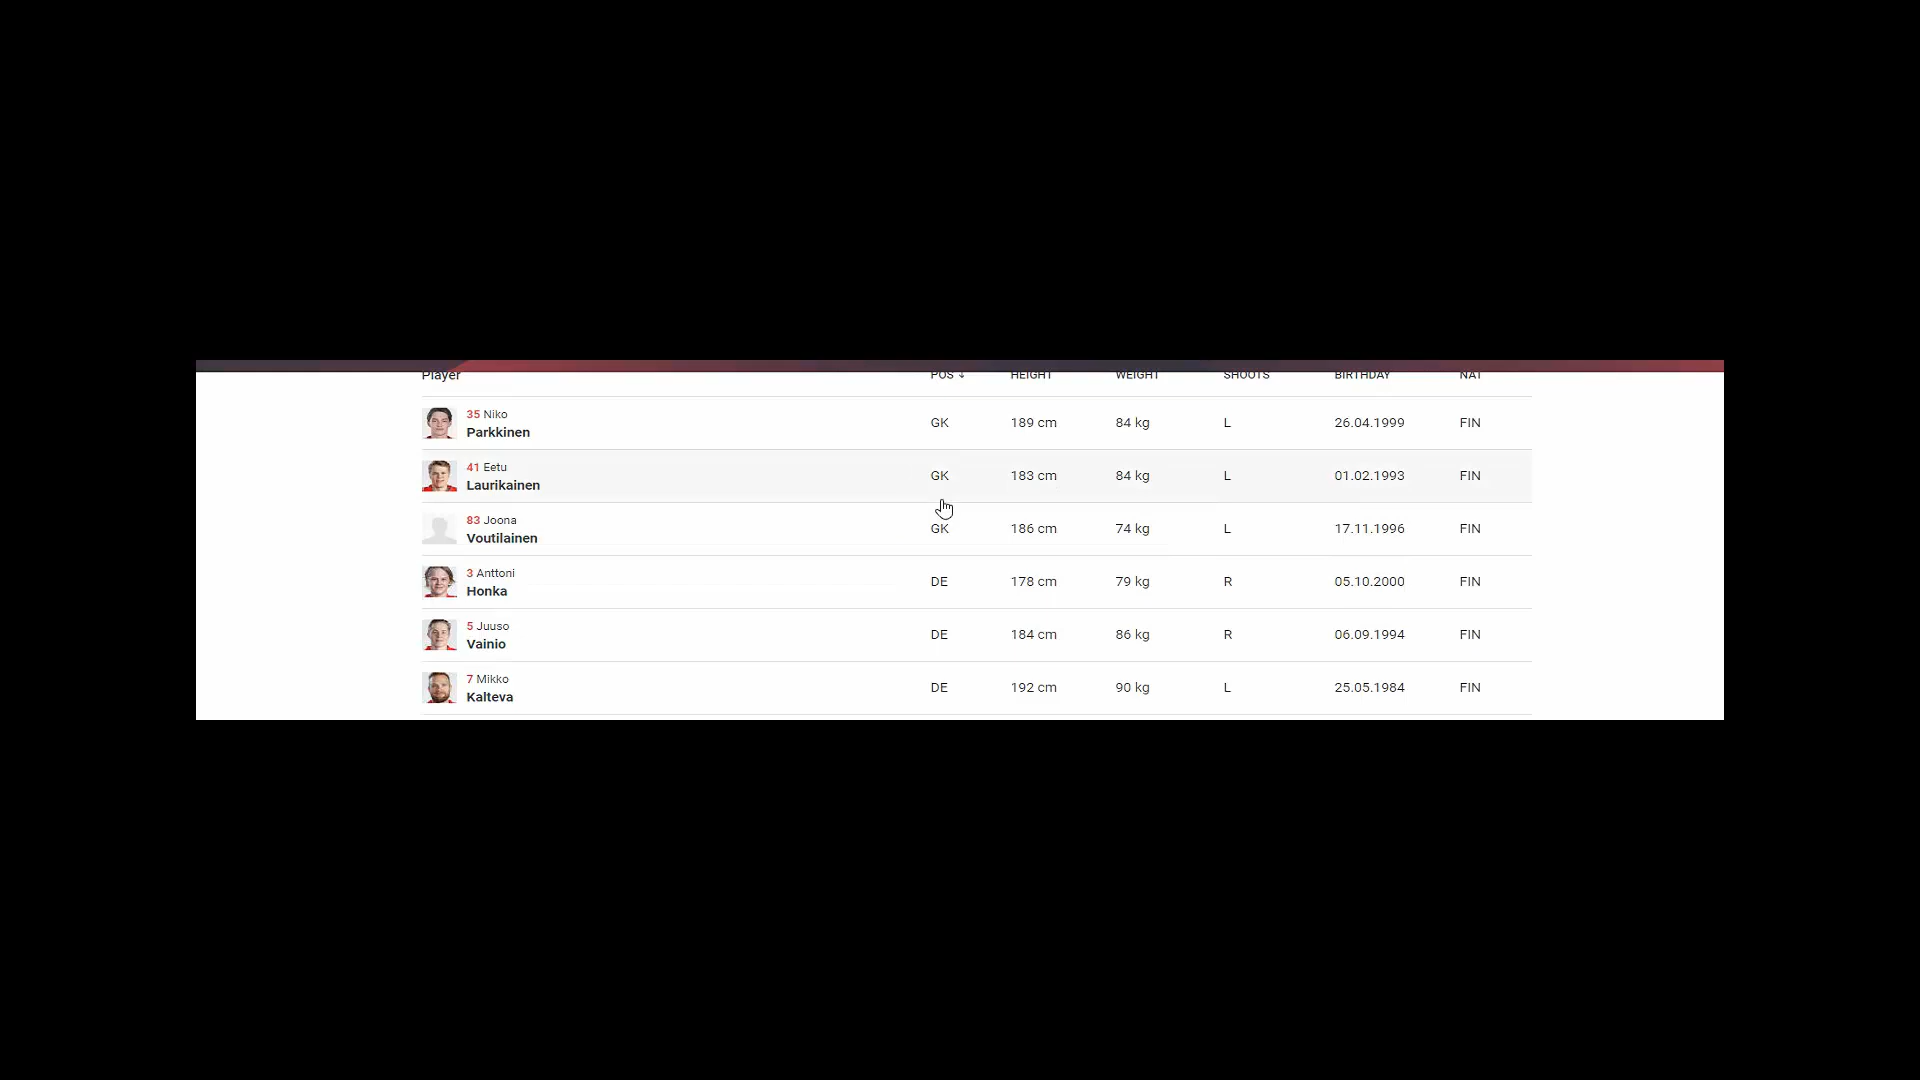 Player POS ↓ HEIGHT WEIGHT SHOOTS BIRTHDAY NAT
35 Niko
Parkkinen
GK 189 cm 84 kg L 26.04.1999 FIN
41 Eetu
Laurikainen
GK 183 cm 84 kg L 01.02.1993 FIN
83 Joona
Voutilainen
GK 186 cm 74 kg L 17.11.1996 FIN
3 Anttoni
Honka
DE 178 cm 79 kg R 05.10.2000 FIN
5 Juuso
Vainio
DE 184 cm 86 kg R 06.09.1994 FIN
7 Mikko
Kalteva
DE 192 cm 90 kg L 25.05.1984 FIN